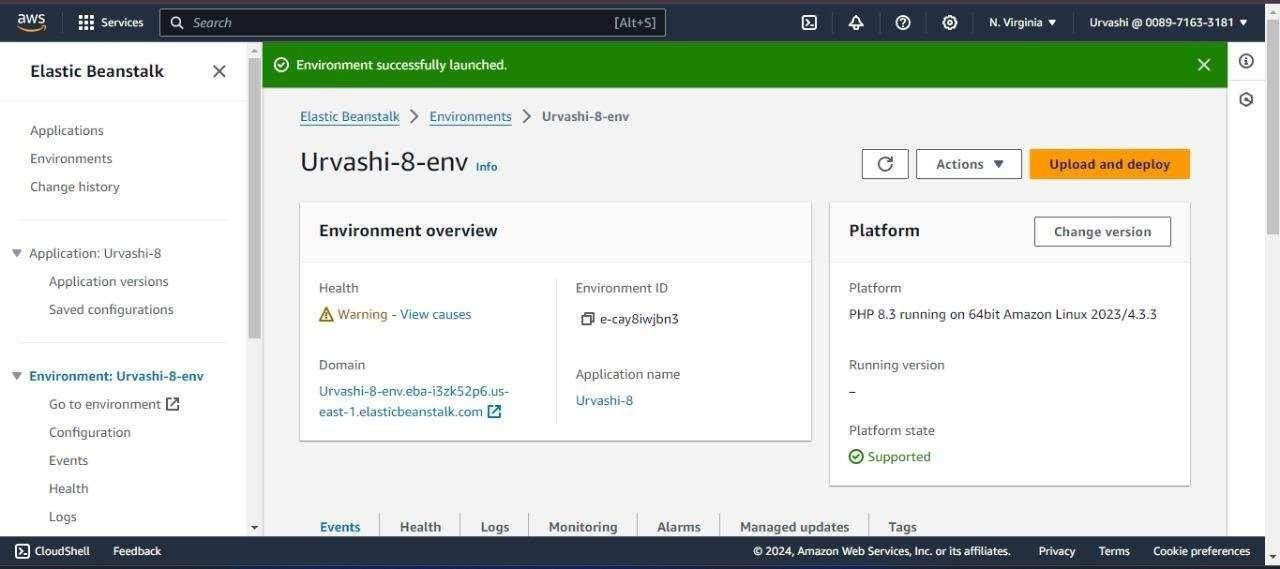 aws
Services
Search
[Alt+S]
N. Virginia
Urvashi @ 0089-7163-3181
Elastic Beanstalk
Applications
Environments
Change history
Application: Urvashi-8
Application versions
Saved configurations
Environment: Urvashi-8-env
Go to environment
Configuration
Events
Health
Logs
Environment successfully launched.
Elastic Beanstalk > Environments > Urvashi-8-env
Urvashi-8-env Info
Actions
Upload and deploy
Environment overview
Health
Warning - View causes
Domain
Urvashi-8-env.eba-i3zk52p6.us-
east-1.elasticbeanstalk.com
Environment ID
e-cay8iwjbn3
Application name
Urvashi-8
Platform
Change version
Platform
PHP 8.3 running on 64bit Amazon Linux 2023/4.3.3
Running version
–
Platform state
Supported
Events
Health
Logs
Monitoring
Alarms
Managed updates
Tags
CloudShell
Feedback
© 2024, Amazon Web Services, Inc. or its affiliates.
Privacy
Terms
Cookie preferences